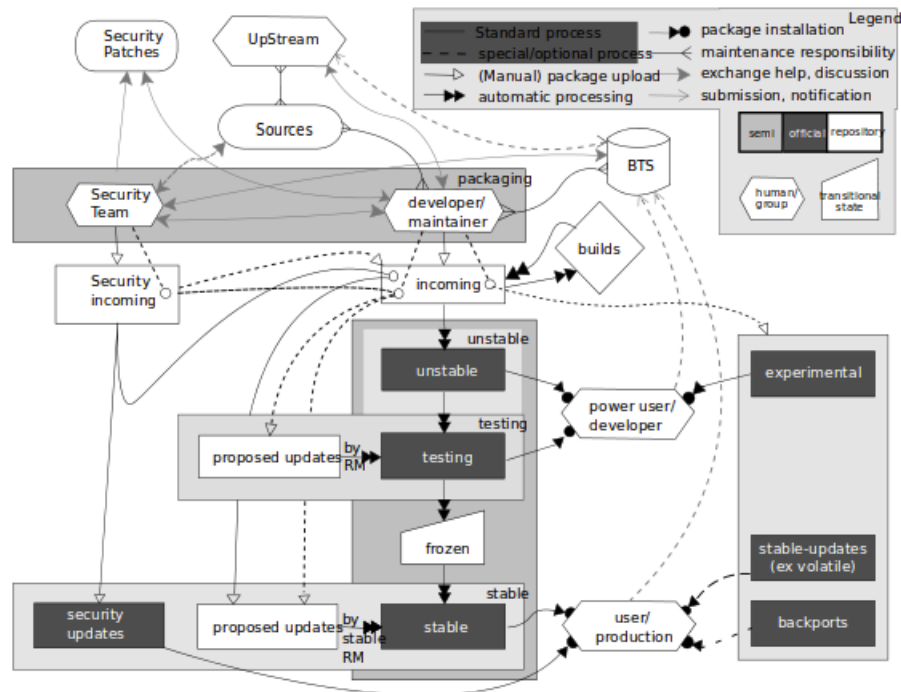 Security
Patches
UpStream
Sources
BTS
Legend
Standard process
special/optional process
(Manual) package upload
automatic processing
package installation
maintenance responsibility
exchange help, discussion
submission, notification
semi
official
repository
human/
group
transitional
state
packaging
Security
Team
developer/
maintainer
builds
Security
incoming
incoming
unstable
unstable
experimental
power user/
developer
testing
proposed updates
by
RM
testing
frozen
stable-updates
(ex volatile)
stable
security
updates
proposed updates
by
stable
RM
stable
user/
production
backports